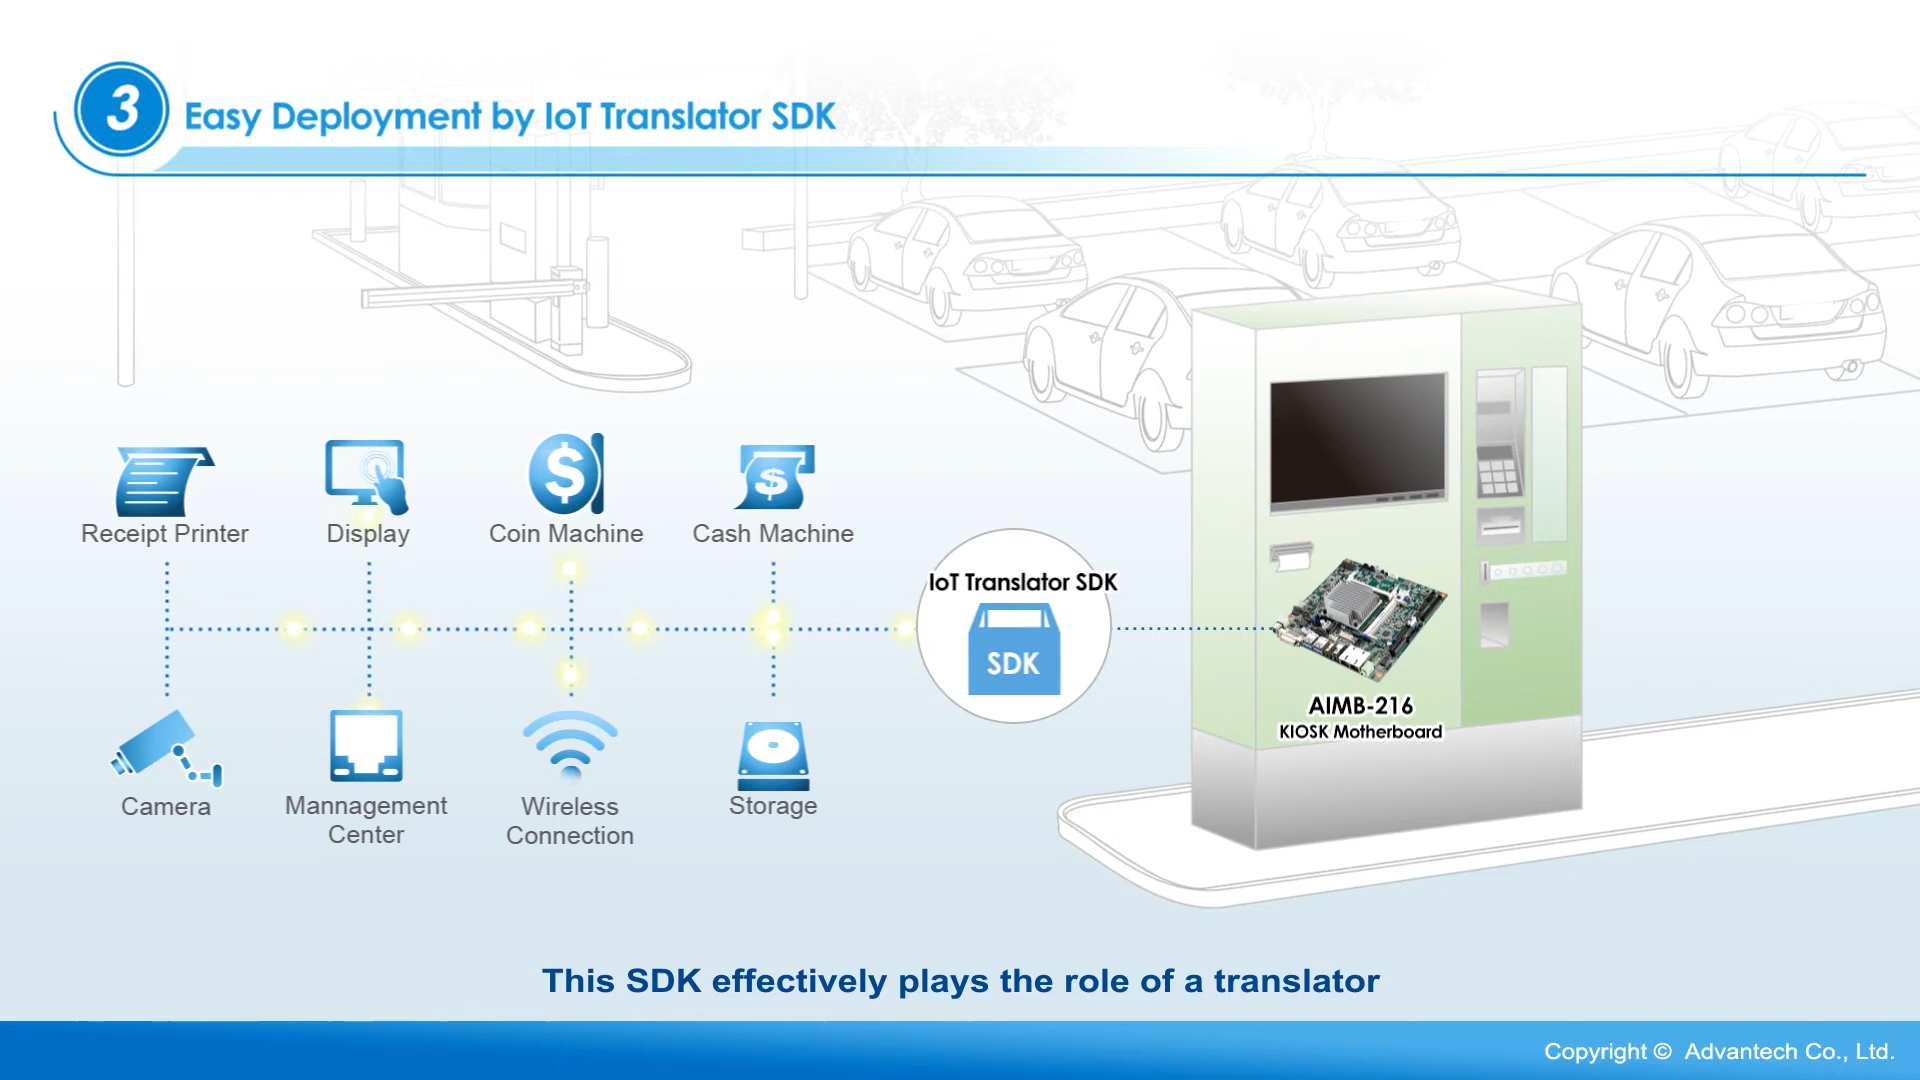 3
Easy Deployment by IoT Translator SDK
Receipt Printer
Display
Coin Machine
Cash Machine
IoT Translator SDK
SDK
AIMB-216
KIOSK Motherboard
Camera
Mannagement
Center
Wireless
Connection
Storage
This SDK effectively plays the role of a translator
Copyright © Advantech Co., Ltd.